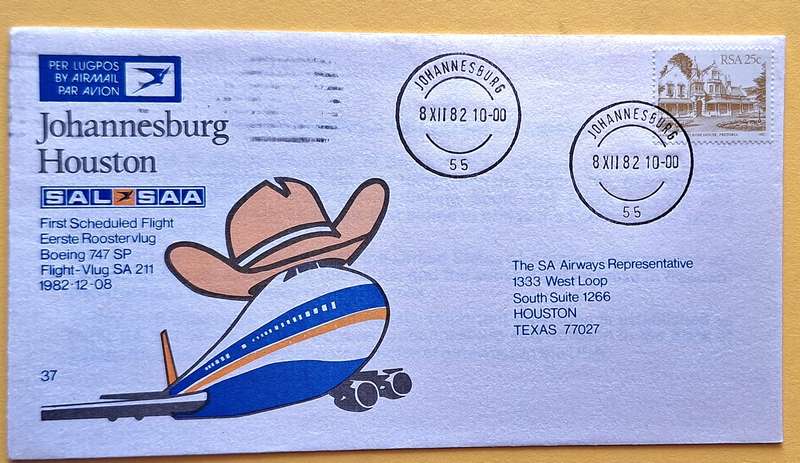 PER LUGPOS
BY AIRMAIL
PAR AVION
Johannesburg
Houston
SAL SAA
First Scheduled Flight
Eerste Roostervlug
Boeing 747 SP
Flight-Vlug SA 211
1982-12-08
37
JOHANNESBURG
8 XII 82 10-00
55
JOHANNESBURG
8 XII 82 10-00
55
RSA 25c
HOUSE, PRETORIA
The SA Airways Representative
1333 West Loop
South Suite 1266
HOUSTON
TEXAS 77027